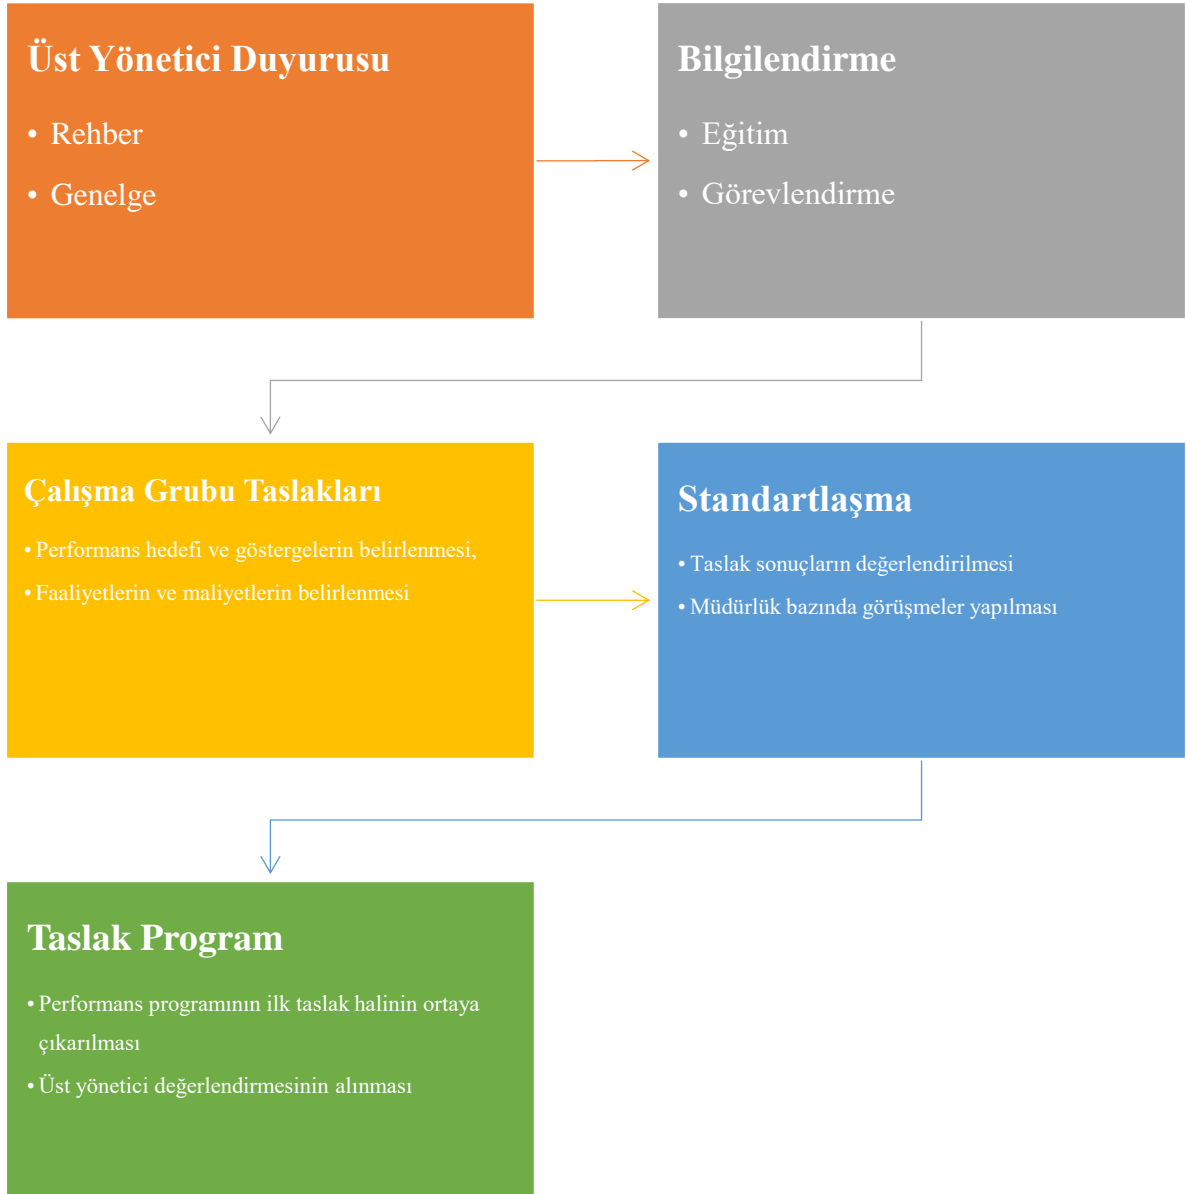 Üst Yönetici Duyurusu
• Rehber
• Genelge
Bilgilendirme
• Eğitim
• Görevlendirme
Çalışma Grubu Taslakları
• Performans hedefi ve göstergelerin belirlenmesi,
• Faaliyetlerin ve maliyetlerin belirlenmesi
Standartlaşma
• Taslak sonuçların değerlendirilmesi
• Müdürlük bazında görüşmeler yapılması
Taslak Program
• Performans programının ilk taslak halinin ortaya
çıkarılması
• Üst yönetici değerlendirmesinin alınması